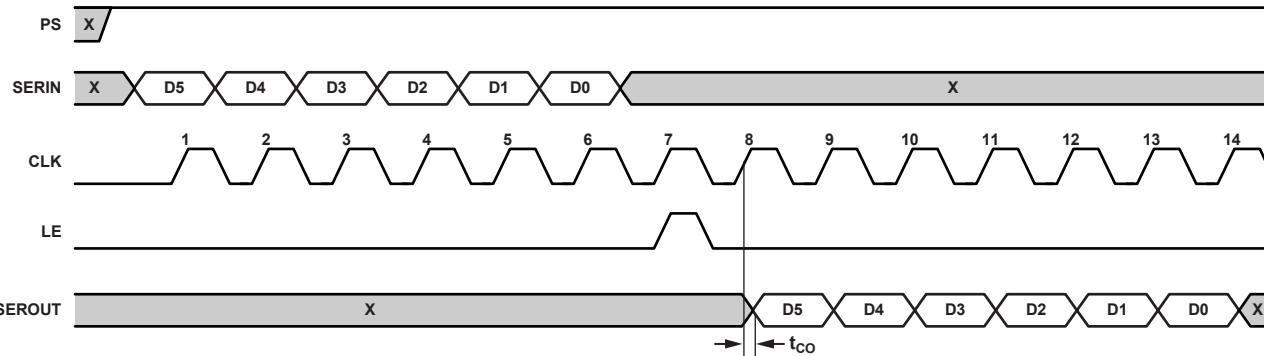 PS X
SERIN X D5 D4 D3 D2 D1 D0 X
1 2 3 4 5 6 7 8 9 10 11 12 13 14
CLK
LE
SEROUT X D5 D4 D3 D2 D1 D0 X
tCO